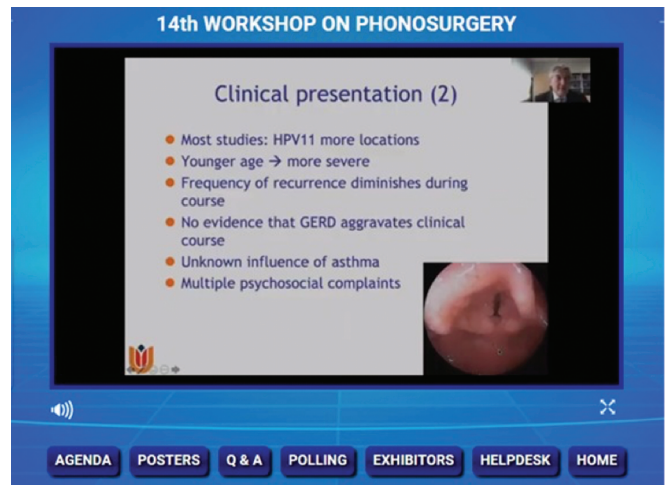 14th WORKSHOP ON PHONOSURGERY
Clinical presentation (2)
Most studies: HPV11 more locations
Younger age → more severe
Frequency of recurrence diminishes during
course
No evidence that GERD aggravates clinical
course
Unknown influence of asthma
Multiple psychosocial complaints
AGENDA
POSTERS
Q & A
POLLING
EXHIBITORS
HELPDESK
HOME